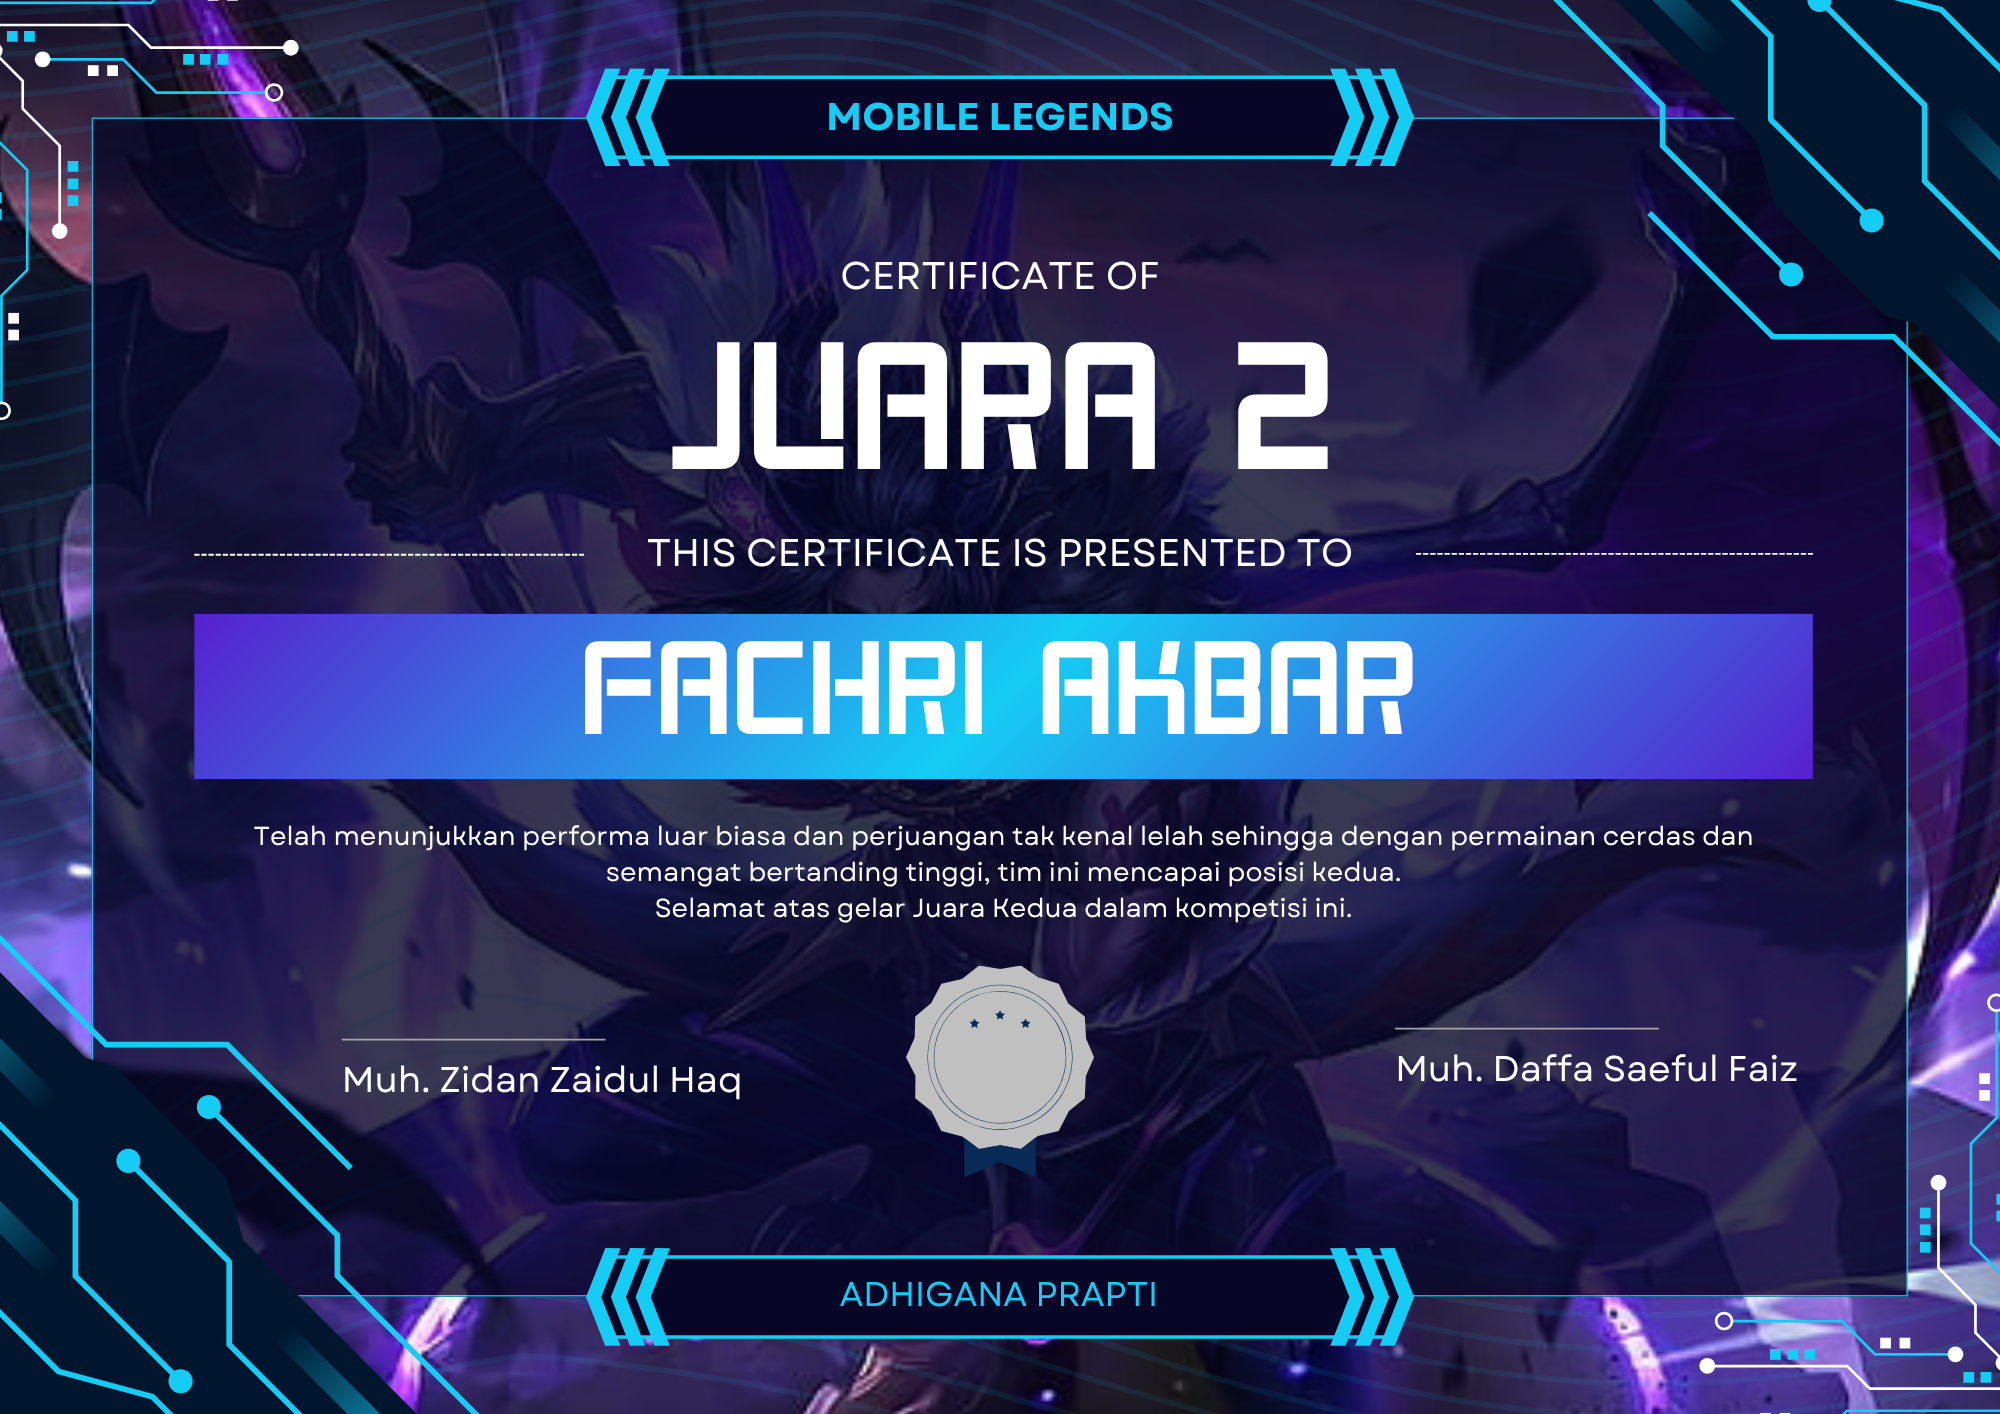 MOBILE LEGENDS
CERTIFICATE OF
JUARA 2
THIS CERTIFICATE IS PRESENTED TO
FACHRI AKBAR
Telah menunjukkan performa luar biasa dan perjuangan tak kenal lelah sehingga dengan permainan cerdas dan
semangat bertanding tinggi, tim ini mencapai posisi kedua.
Selamat atas gelar Juara Kedua dalam kompetisi ini.
Muh. Zidan Zaidul Haq
Muh. Daffa Saeful Faiz
ADHIGANA PRAPTI